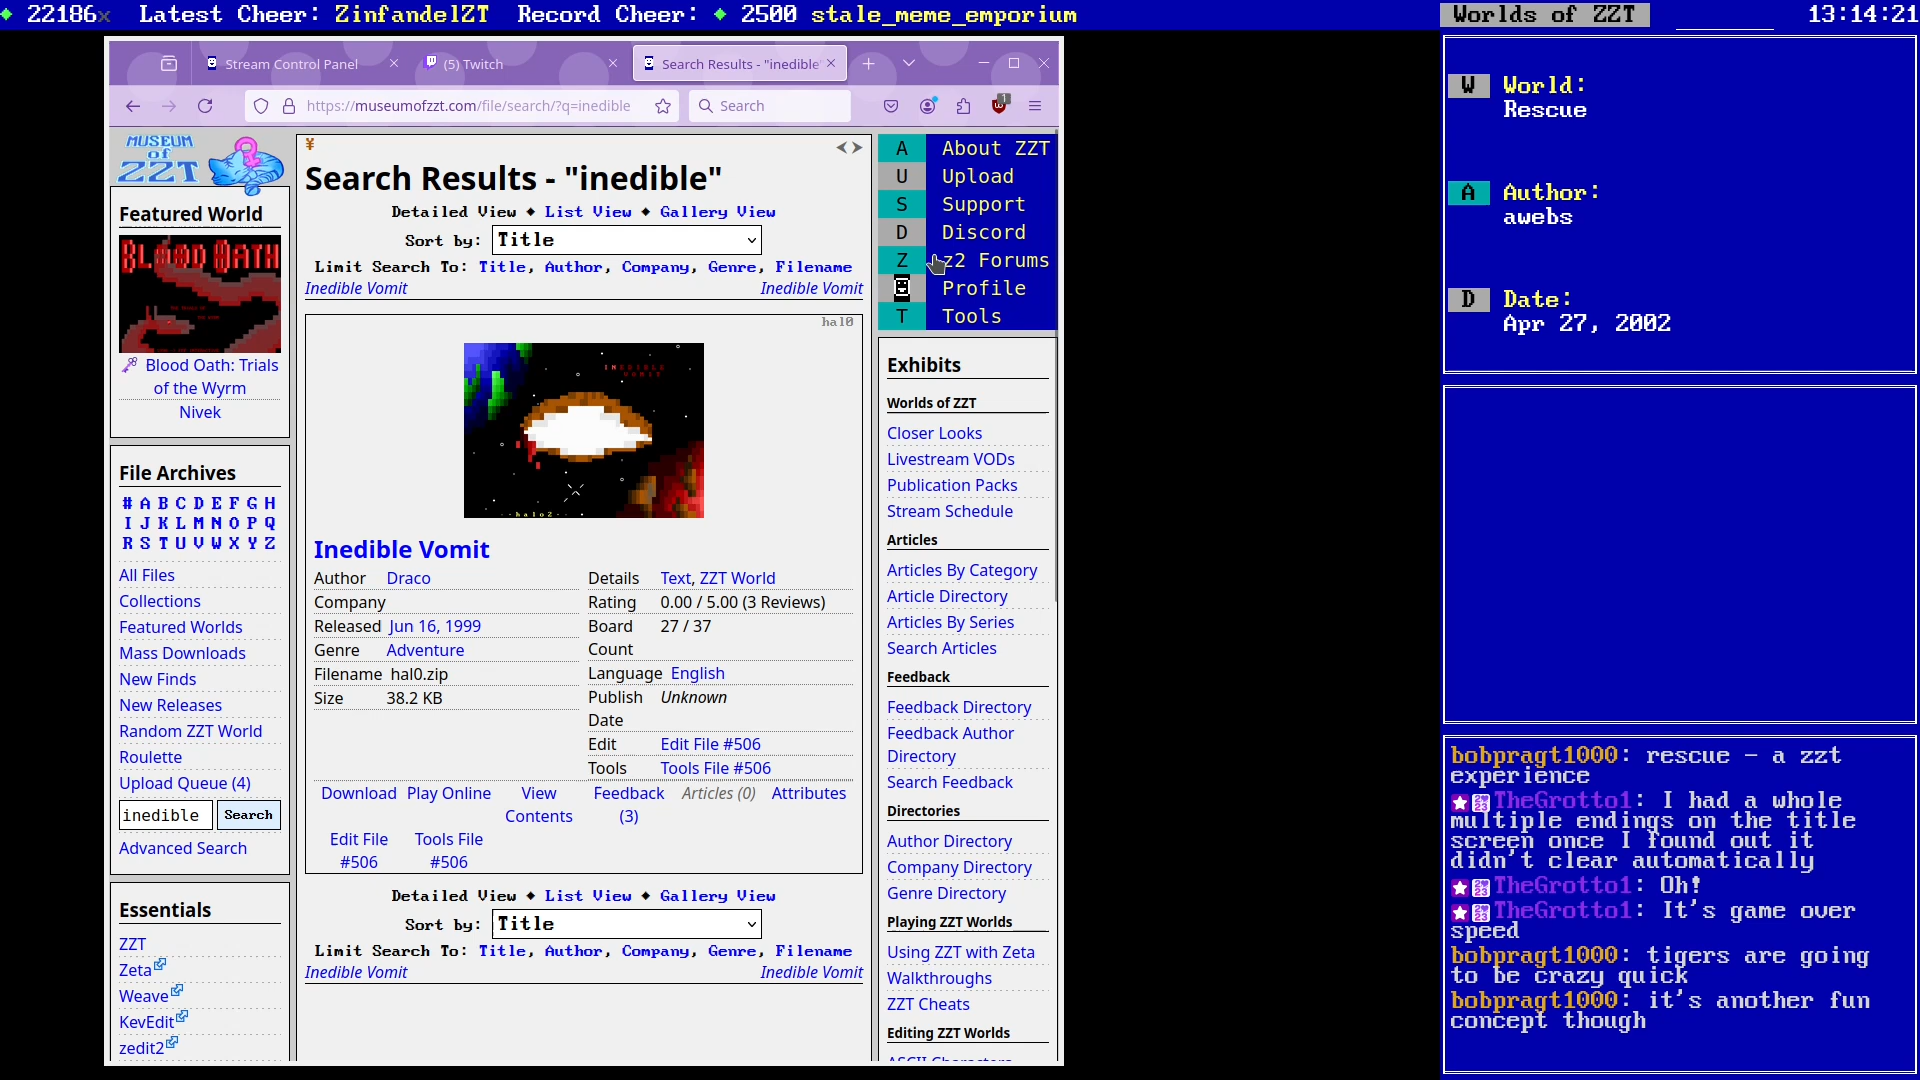 22186x Latest Cheer: ZinfandelZT Record Cheer: ♦ 2500 stale_meme_emporium
Worlds of ZZT 13:14:21
Stream Control Panel
(5) Twitch
Search Results - "inedible
https://museumofzzt.com/file/search/?q=inedible
Search
1
MUSEUM
of
ZZT
Featured World
BLOOD OATH
Blood Oath: Trials
of the Wyrm
Nivek
File Archives
# A B C D E F G H
I J K L M N O P Q
R S T U V W X Y Z
All Files
Collections
Featured Worlds
Mass Downloads
New Finds
New Releases
Random ZZT World
Roulette
Upload Queue (4)
inedible Search
Advanced Search
Essentials
ZZT
Zeta
Weave
KevEdit
zedit2
Search Results - "inedible"
Detailed View ♦ List View ♦ Gallery View
Sort by: Title
Limit Search To: Title, Author, Company, Genre, Filename
Inedible Vomit Inedible Vomit
hal0
INEDIBLE
VOMIT
Inedible Vomit
Author Draco
Company
Released Jun 16, 1999
Genre Adventure
Filename hal0.zip
Size 38.2 KB
Details Text, ZZT World
Rating 0.00 / 5.00 (3 Reviews)
Board 27 / 37
Count
Language English
Publish Unknown
Date
Edit Edit File #506
Tools Tools File #506
Download Play Online View Feedback Articles (0) Attributes
Contents (3)
Edit File Tools File
#506 #506
Detailed View ♦ List View ♦ Gallery View
Sort by: Title
Limit Search To: Title, Author, Company, Genre, Filename
Inedible Vomit Inedible Vomit
A About ZZT
U Upload
S Support
D Discord
Z z2 Forums
Profile
T Tools
Exhibits
Worlds of ZZT
Closer Looks
Livestream VODs
Publication Packs
Stream Schedule
Articles
Articles By Category
Article Directory
Articles By Series
Search Articles
Feedback
Feedback Directory
Feedback Author
Directory
Search Feedback
Directories
Author Directory
Company Directory
Genre Directory
Playing ZZT Worlds
Using ZZT with Zeta
Walkthroughs
ZZT Cheats
Editing ZZT Worlds
ASCII Characters
W World:
Rescue
A Author:
awebs
D Date:
Apr 27, 2002
bobpragt1000: rescue - a zzt
experience
TheGrotto1: I had a whole
multiple endings on the title
screen once I found out it
didn't clear automatically
TheGrotto1: Oh!
TheGrotto1: It's game over
speed
bobpragt1000: tigers are going
to be crazy quick
bobpragt1000: it's another fun
concept though